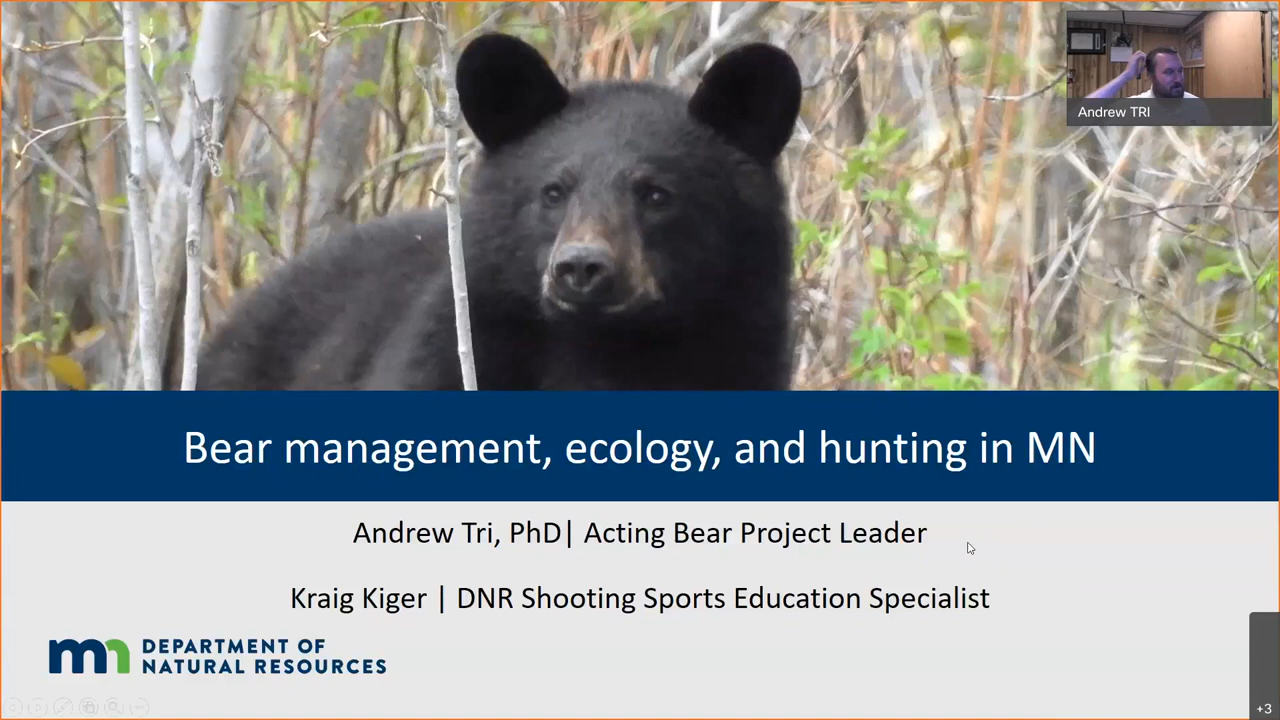 Andrew TRI
Bear management, ecology, and hunting in MN
Andrew Tri, PhD| Acting Bear Project Leader
Kraig Kiger | DNR Shooting Sports Education Specialist
mn DEPARTMENT OF
NATURAL RESOURCES
+3